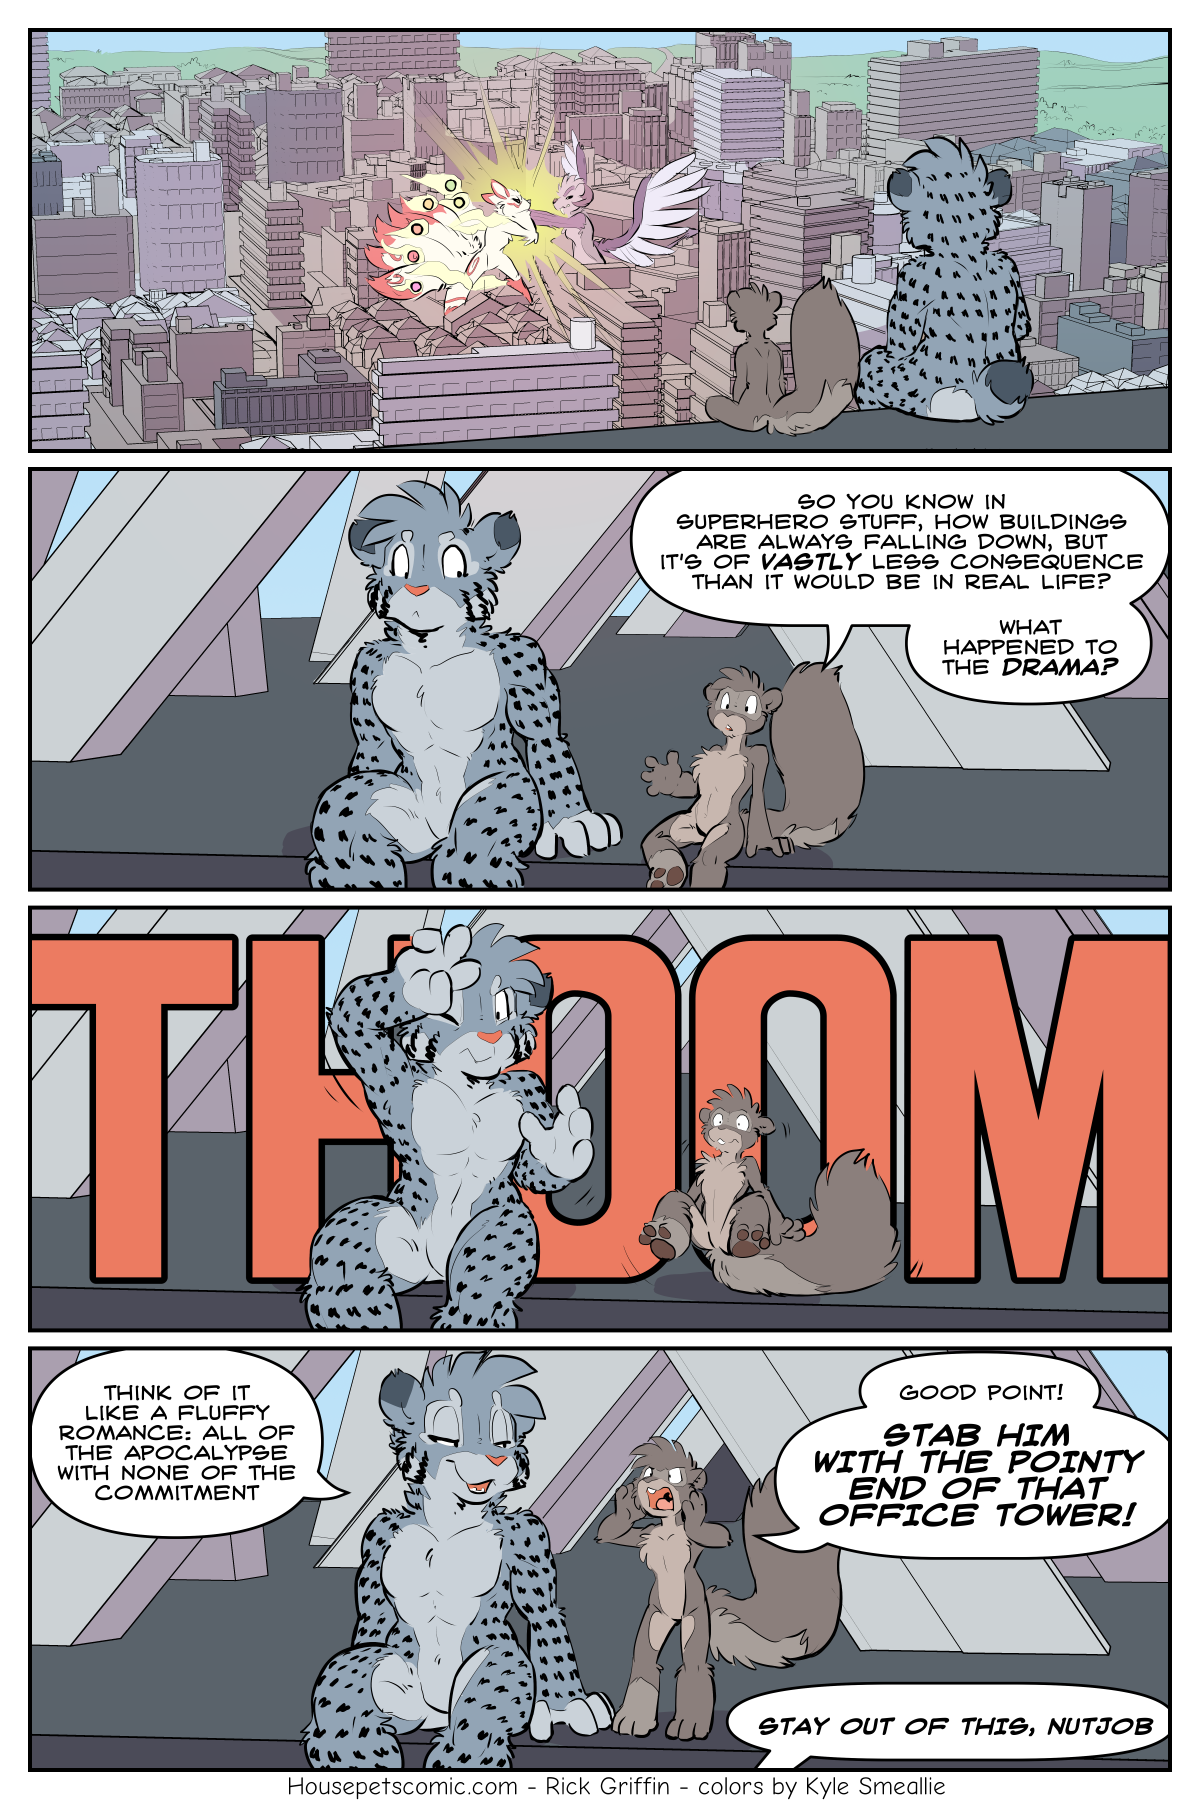 SO YOU KNOW IN
SUPERHERO STUFF, HOW BUILDINGS
ARE ALWAYS FALLING DOWN, BUT
IT'S OF VASTLY LESS CONSEQUENCE
THAN IT WOULD BE IN REAL LIFE?
WHAT
HAPPENED TO
THE DRAMA?
THOOM
THINK OF IT
LIKE A FLUFFY
ROMANCE: ALL OF
THE APOCALYPSE
WITH NONE OF THE
COMMITMENT
GOOD POINT!
STAB HIM
WITH THE POINTY
END OF THAT
OFFICE TOWER!
STAY OUT OF THIS, NUTJOB
Housepetscomic.com - Rick Griffin - colors by Kyle Smeallie